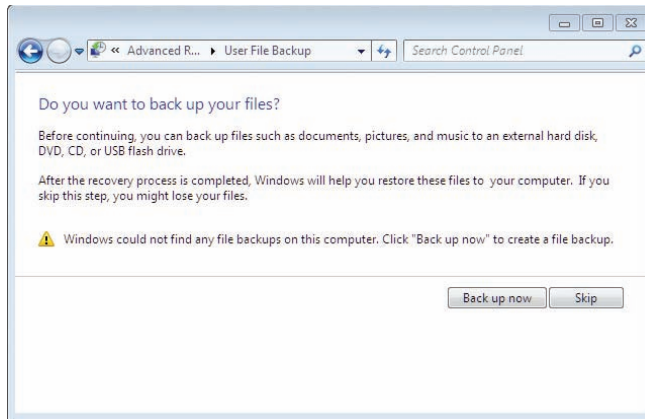 « Advanced R... ▸ User File Backup Search Control Panel
Do you want to back up your files?
Before continuing, you can back up files such as documents, pictures, and music to an external hard disk,
DVD, CD, or USB flash drive.
After the recovery process is completed, Windows will help you restore these files to your computer. If you
skip this step, you might lose your files.
Windows could not find any file backups on this computer. Click "Back up now" to create a file backup.
Back up now Skip